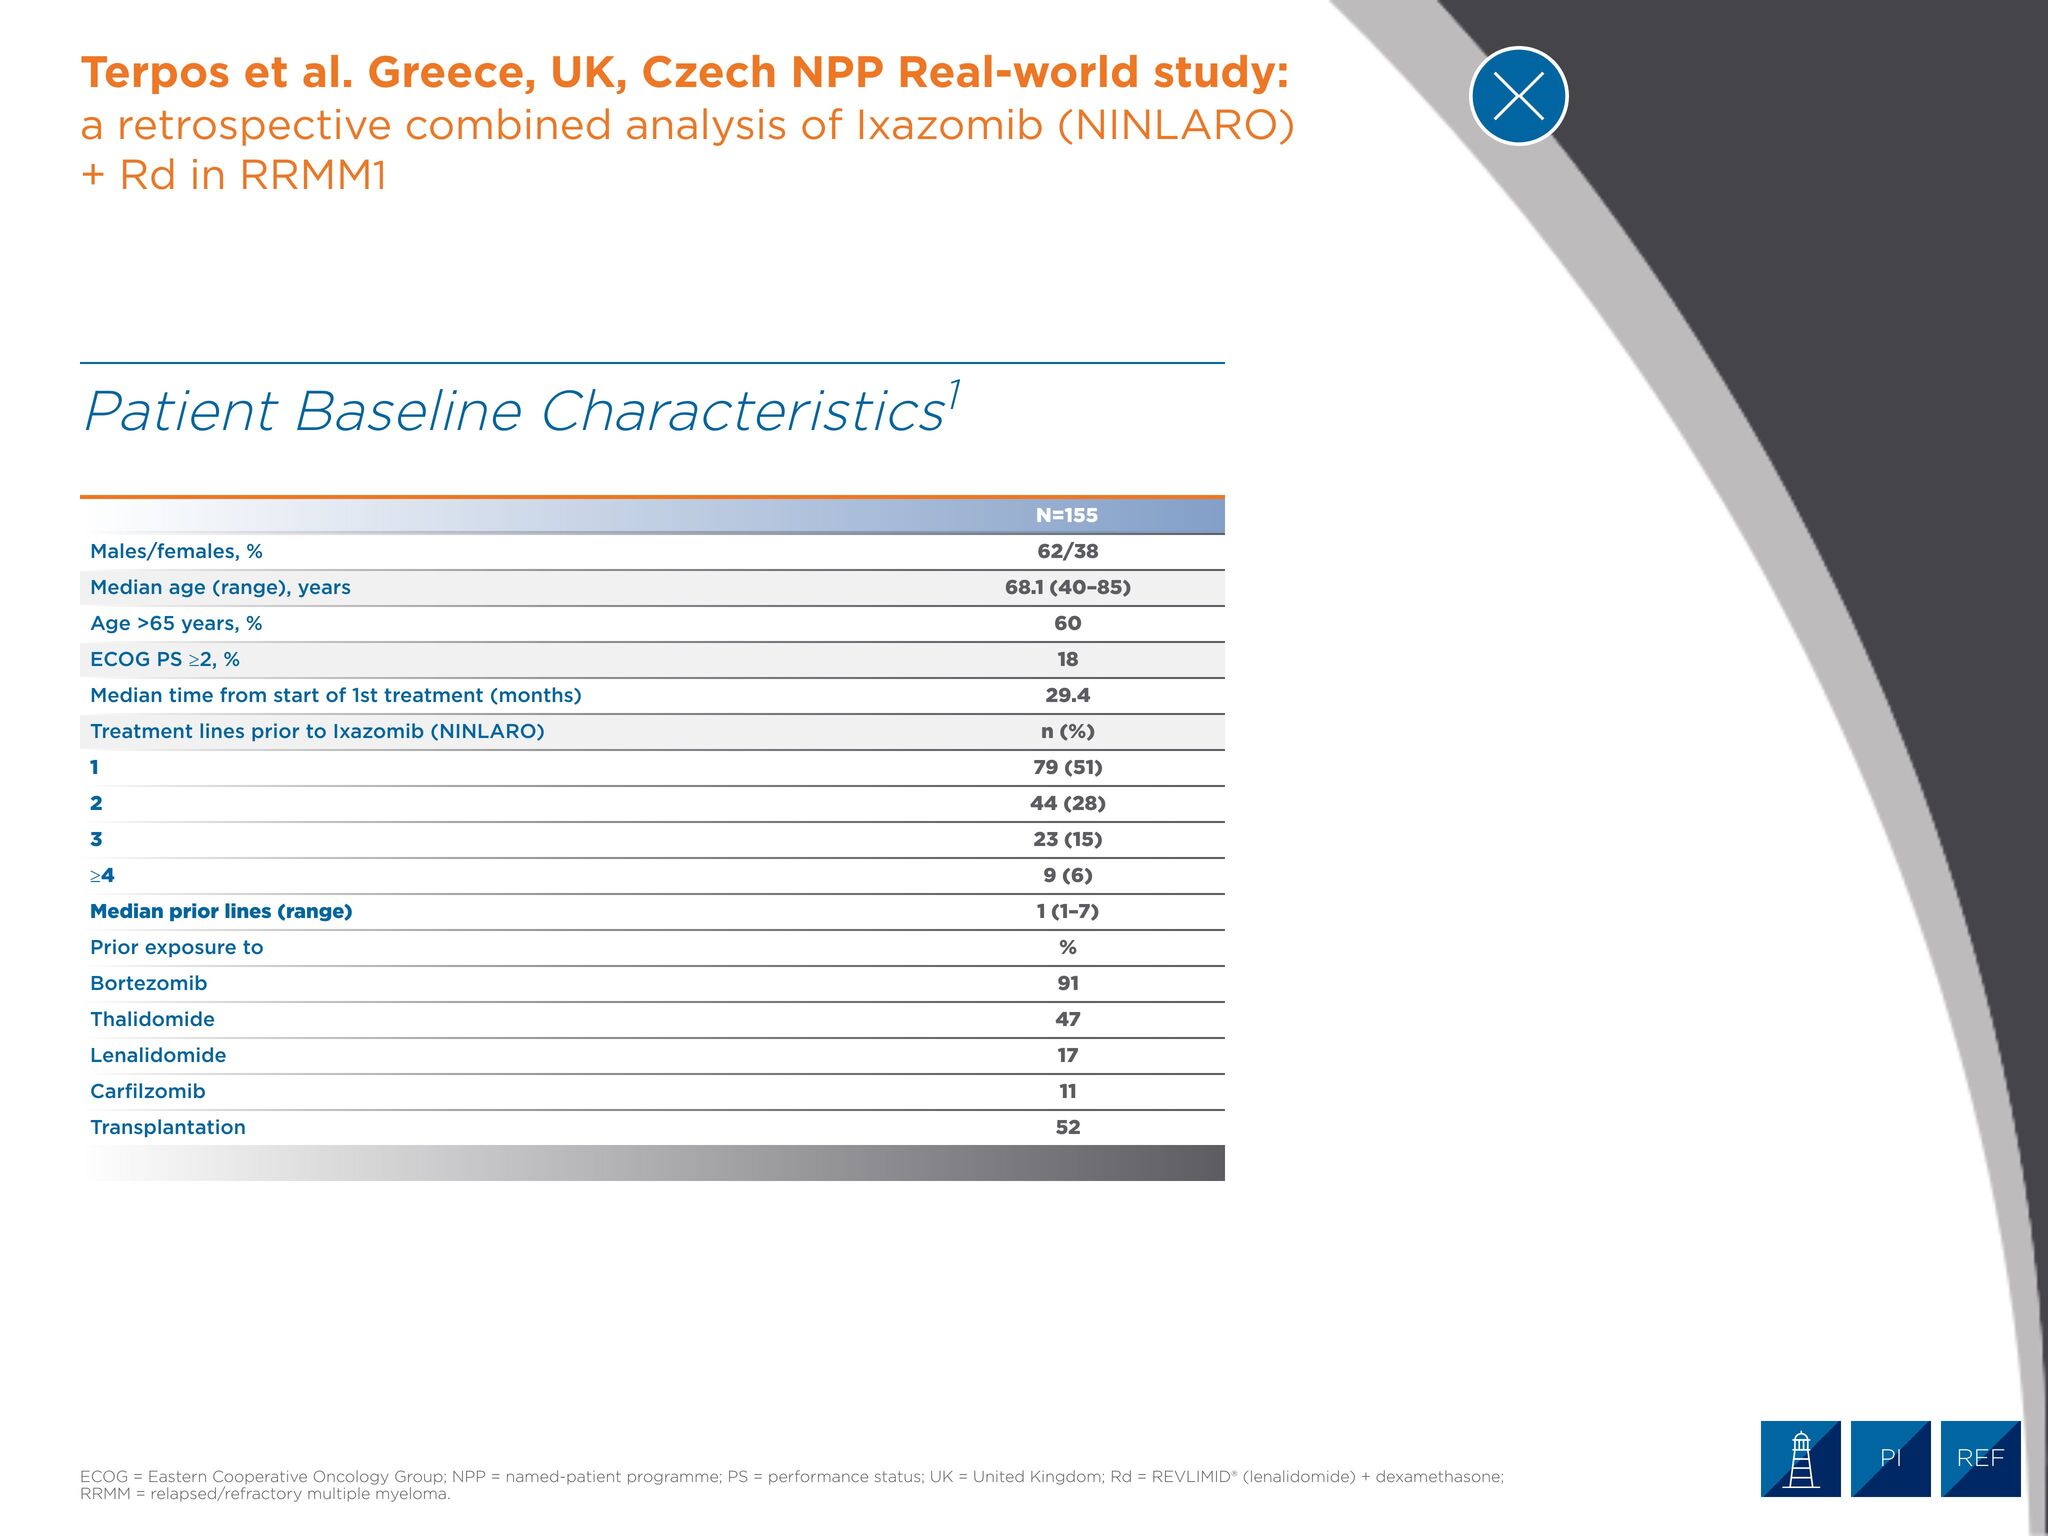 Terpos et al. Greece, UK, Czech NPP Real-world study:
a retrospective combined analysis of Ixazomib (NINLARO)
+ Rd in RRMM1
Patient Baseline Characteristics¹
N=155
Males/females, % 62/38
Median age (range), years 68.1 (40–85)
Age >65 years, % 60
ECOG PS ≥2, % 18
Median time from start of 1st treatment (months) 29.4
Treatment lines prior to Ixazomib (NINLARO) n (%)
1 79 (51)
2 44 (28)
3 23 (15)
≥4 9 (6)
Median prior lines (range) 1 (1–7)
Prior exposure to %
Bortezomib 91
Thalidomide 47
Lenalidomide 17
Carfilzomib 11
Transplantation 52
PI REF
ECOG = Eastern Cooperative Oncology Group; NPP = named-patient programme; PS = performance status; UK = United Kingdom; Rd = REVLIMID® (lenalidomide) + dexamethasone;
RRMM = relapsed/refractory multiple myeloma.